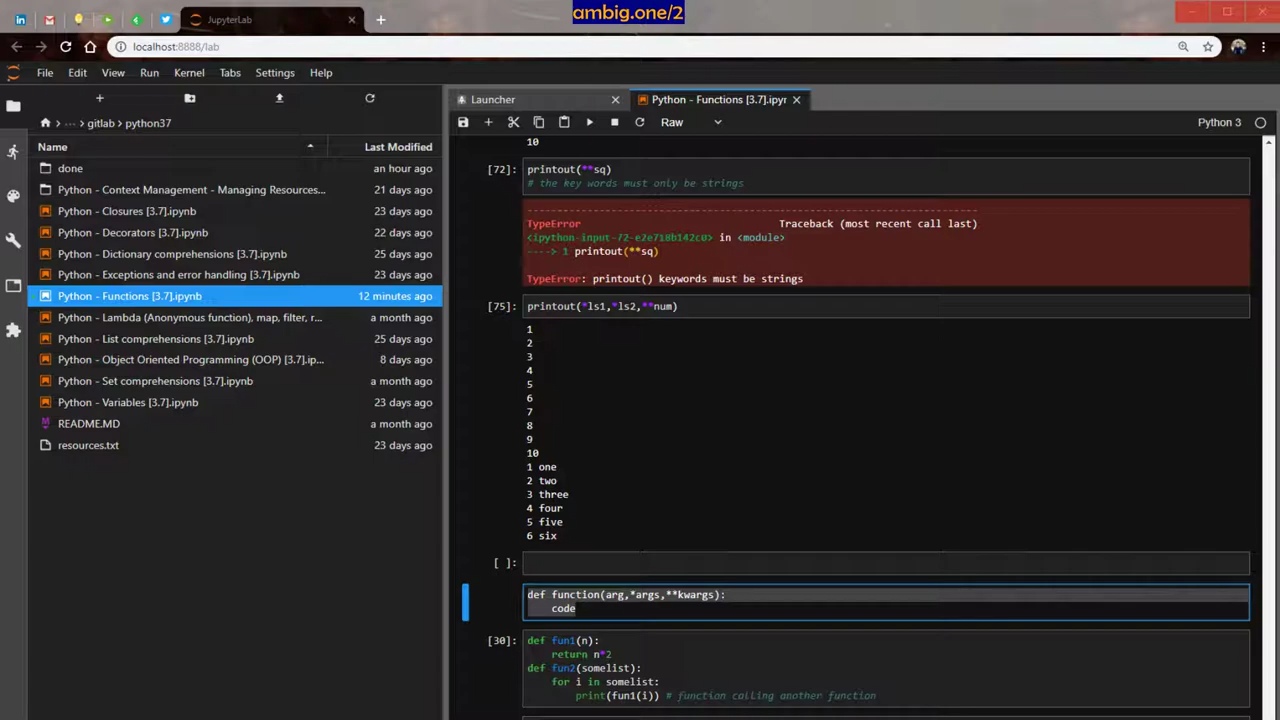 ambig.one/2
JupyterLab
localhost:8888/lab
File Edit View Run Kernel Tabs Settings Help
Launcher
Python - Functions [3.7].ipyr
... gitlab python37
Raw
Python 3
Name Last Modified
done an hour ago
Python - Context Management - Managing Resources... 21 days ago
Python - Closures [3.7].ipynb 23 days ago
Python - Decorators [3.7].ipynb 22 days ago
Python - Dictionary comprehensions [3.7].ipynb 25 days ago
Python - Exceptions and error handling [3.7].ipynb 23 days ago
Python - Functions [3.7].ipynb 12 minutes ago
Python - Lambda (Anonymous function), map, filter, r... a month ago
Python - List comprehensions [3.7].ipynb 25 days ago
Python - Object Oriented Programming (OOP) [3.7].ip... 8 days ago
Python - Set comprehensions [3.7].ipynb a month ago
Python - Variables [3.7].ipynb 23 days ago
README.MD a month ago
resources.txt 23 days ago
10
[72]: printout(**sq)
# the key words must only be strings
---------------------------------------------------------------------------
TypeError Traceback (most recent call last)
<ipython-input-72-e2e718b142c0> in <module>
----> 1 printout(**sq)
TypeError: printout() keywords must be strings
[75]: printout(*ls1,*ls2,**num)
1
2
3
4
5
6
7
8
9
10
1 one
2 two
3 three
4 four
5 five
6 six
[ ]:
def function(arg,*args,**kwargs):
code
[30]: def fun1(n):
return n*2
def fun2(somelist):
for i in somelist:
print(fun1(i)) # function calling another function